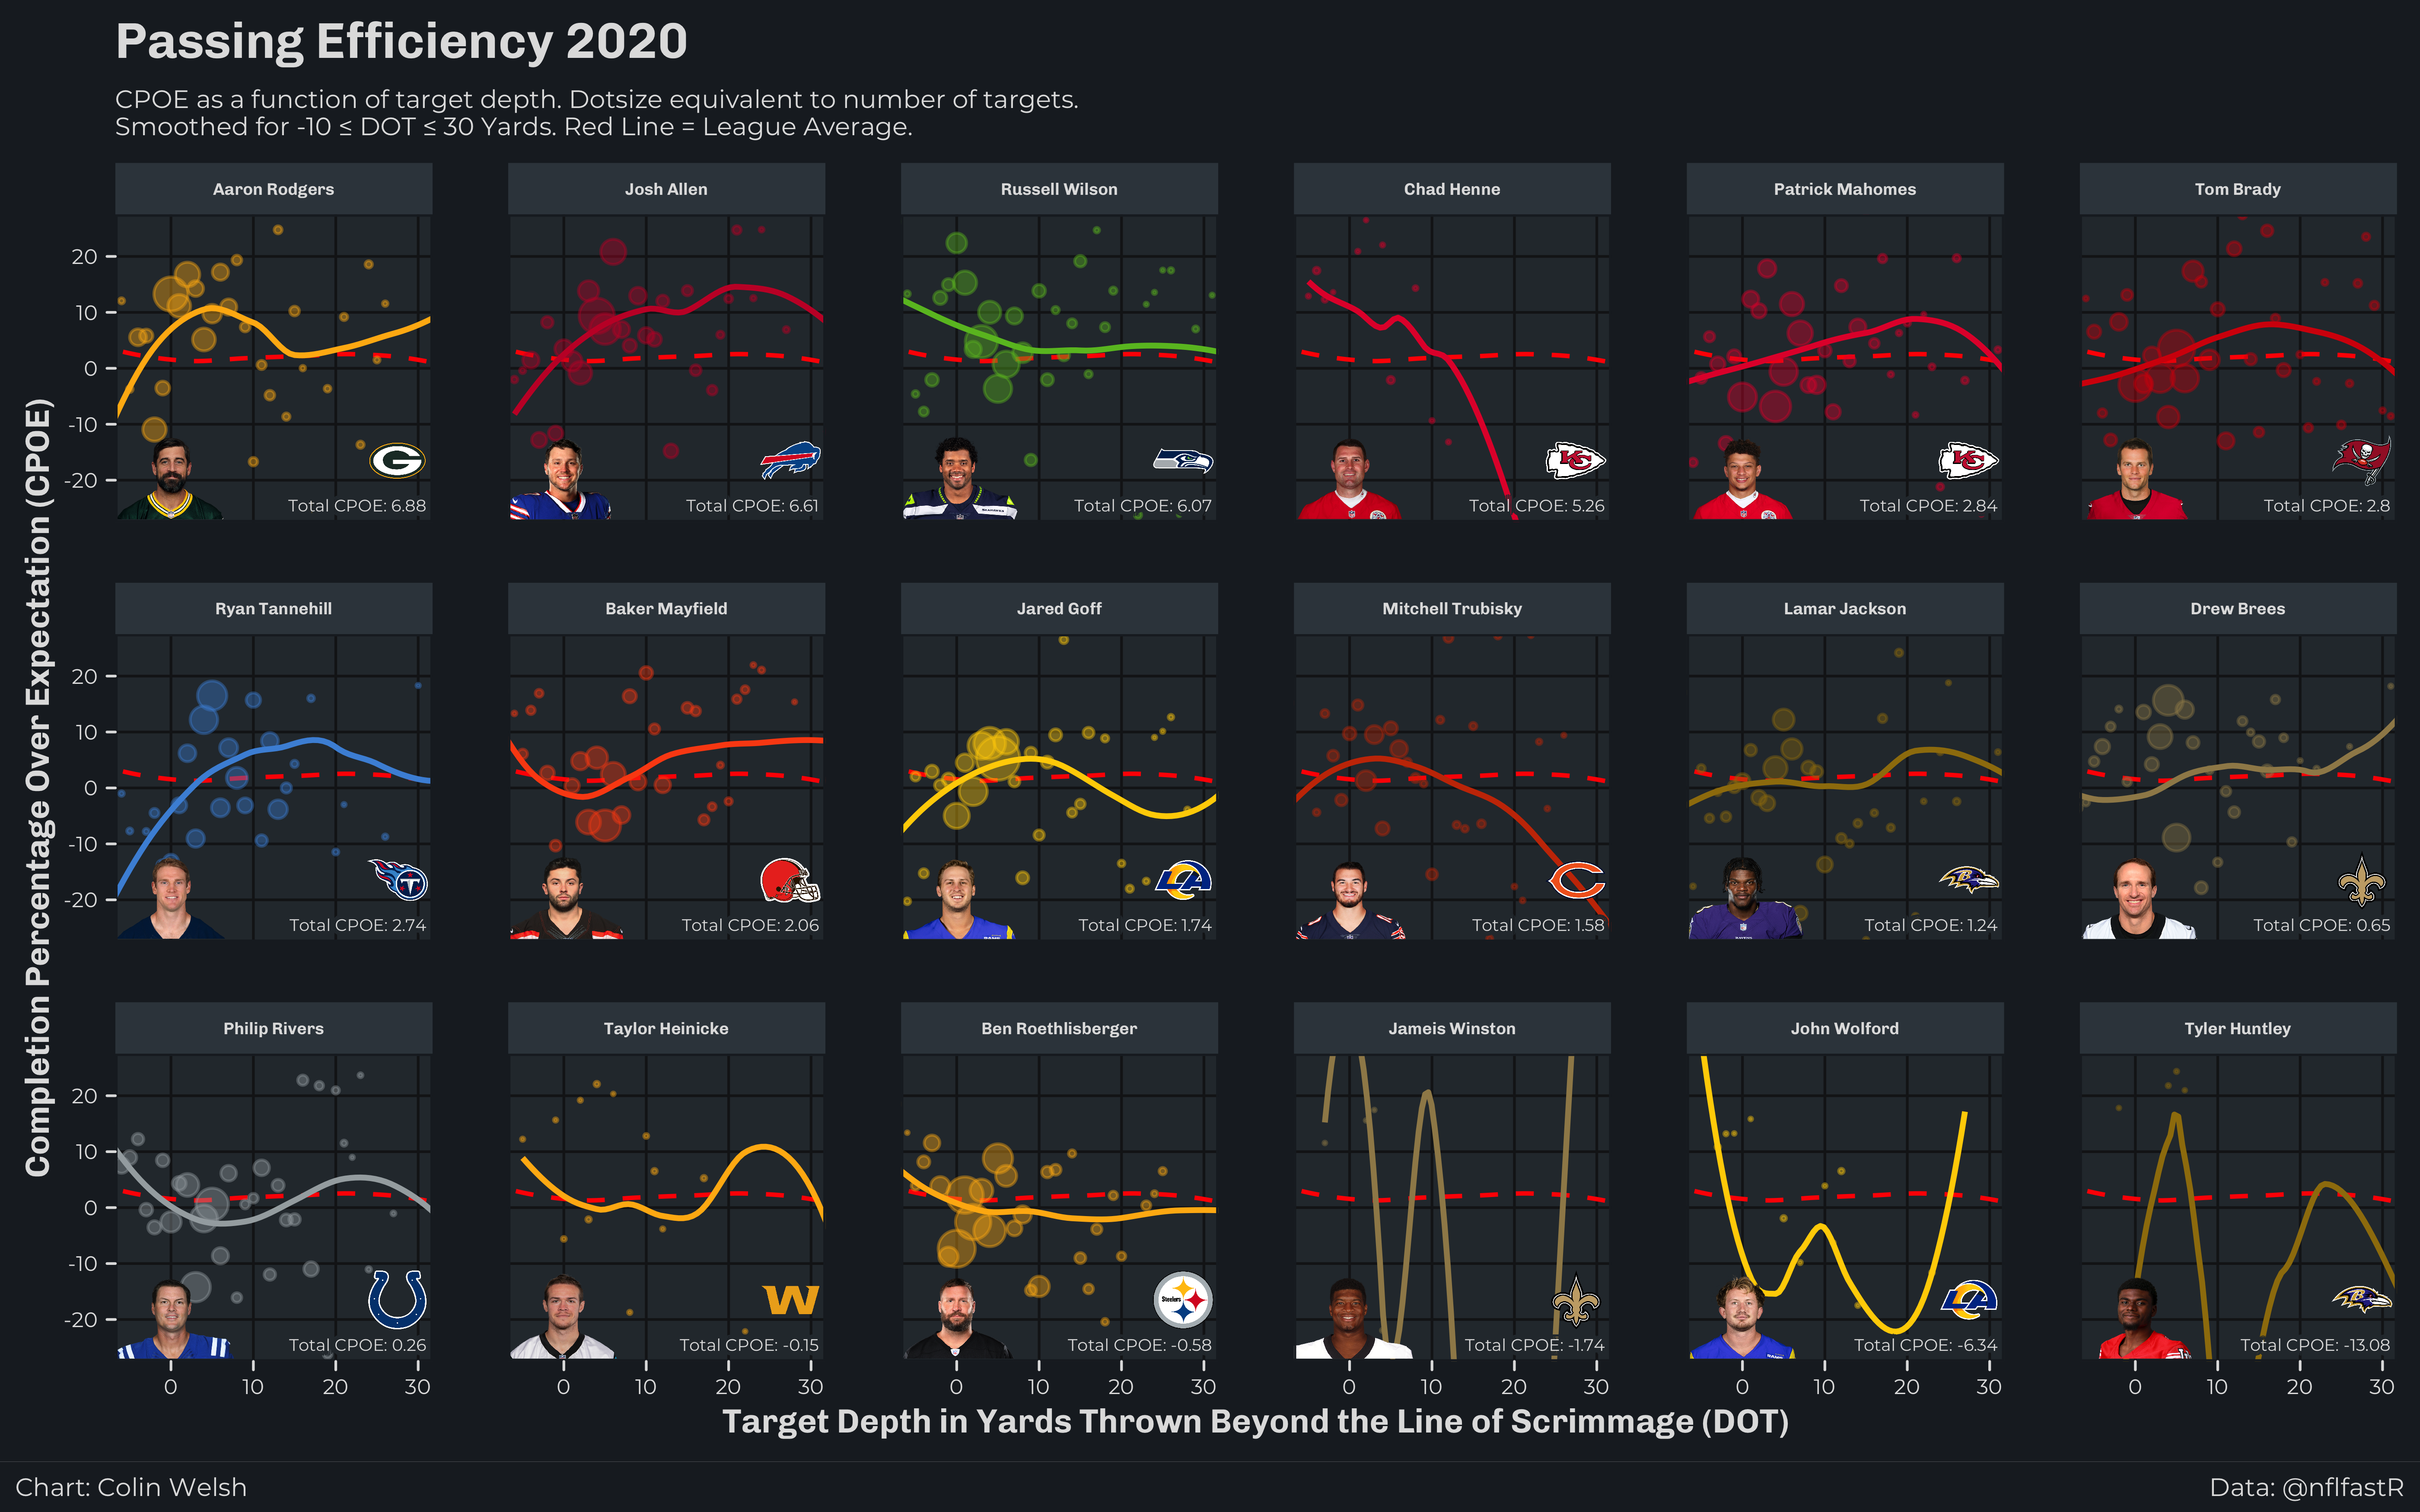 Passing Efficiency 2020
CPOE as a function of target depth. Dotsize equivalent to number of targets.
Smoothed for -10 ≤ DOT ≤ 30 Yards. Red Line = League Average.
Completion Percentage Over Expectation (CPOE)
Aaron Rodgers Josh Allen Russell Wilson Chad Henne Patrick Mahomes Tom Brady
20
10
0
-10
-20
G KC KC
Total CPOE: 6.88 Total CPOE: 6.61 Total CPOE: 6.07 Total CPOE: 5.26 Total CPOE: 2.84 Total CPOE: 2.8
Ryan Tannehill Baker Mayfield Jared Goff Mitchell Trubisky Lamar Jackson Drew Brees
20
10
0
-10
-20
T LA C B
Total CPOE: 2.74 Total CPOE: 2.06 Total CPOE: 1.74 Total CPOE: 1.58 Total CPOE: 1.24 Total CPOE: 0.65
Philip Rivers Taylor Heinicke Ben Roethlisberger Jameis Winston John Wolford Tyler Huntley
20
10
0
-10
-20
W Steelers LA B
Total CPOE: 0.26 Total CPOE: -0.15 Total CPOE: -0.58 Total CPOE: -1.74 Total CPOE: -6.34 Total CPOE: -13.08
0 10 20 30 0 10 20 30 0 10 20 30 0 10 20 30 0 10 20 30 0 10 20 30
Target Depth in Yards Thrown Beyond the Line of Scrimmage (DOT)
Chart: Colin Welsh
Data: @nflfastR